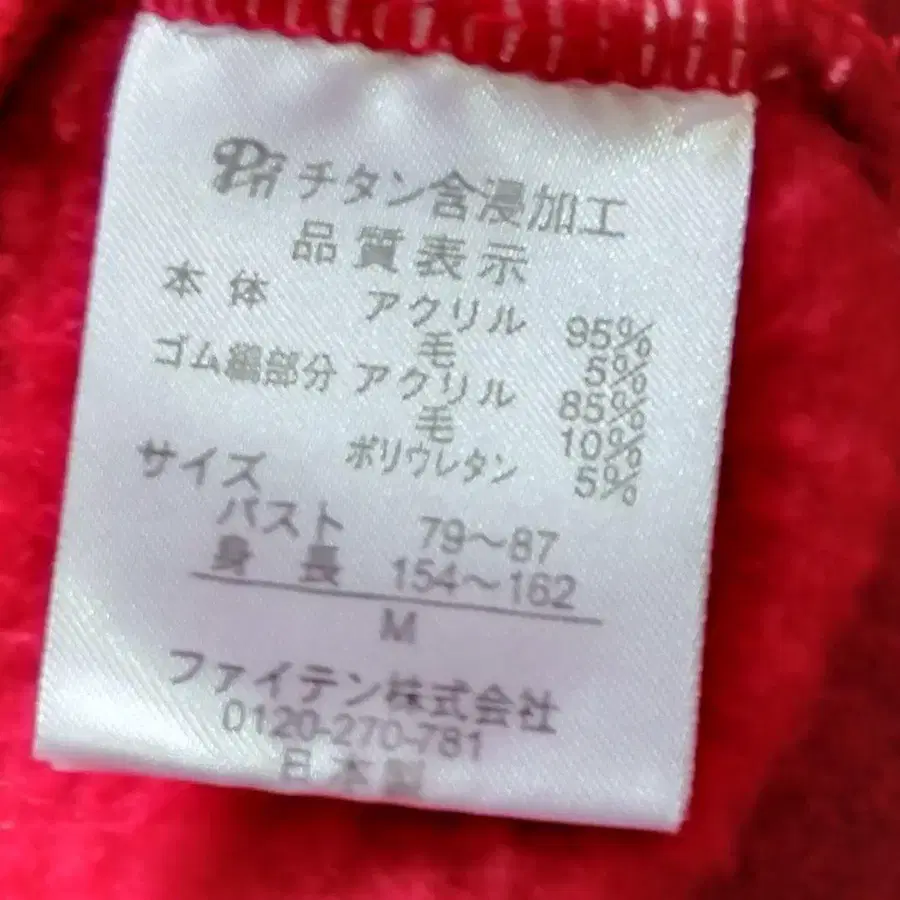 チタン含浸加工
品質表示
本体 アクリル 95%
毛 5%
ゴム編部分 アクリル 85%
毛 10%
ポリウレタン 5%
サイズ
バスト 79～87
身長 154～162
M
ファイテン株式会社
0120-270-781
日本製